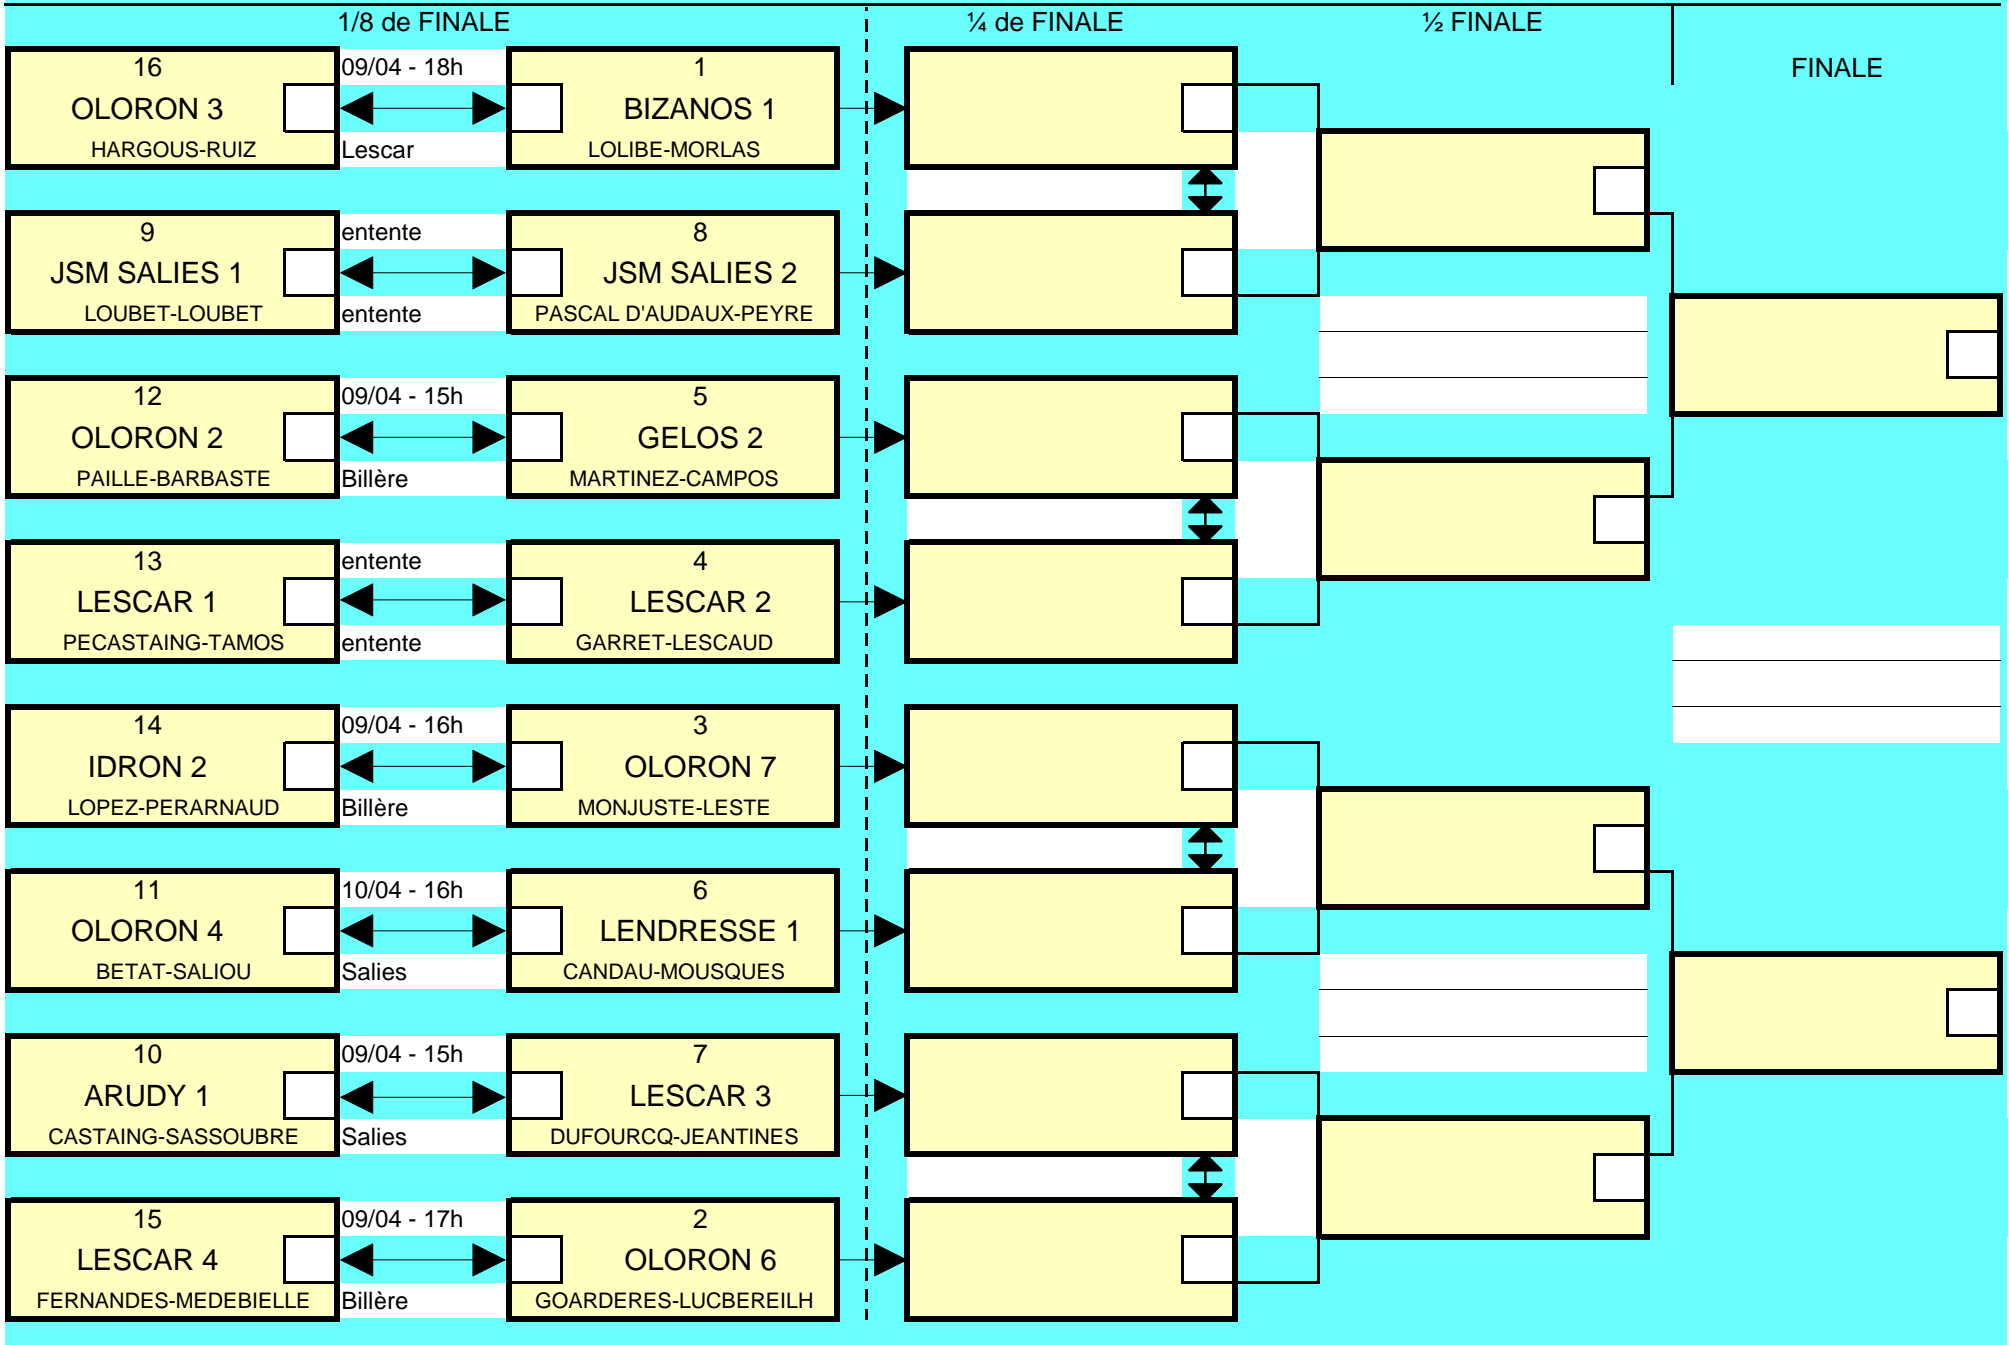 1/8 de FINALE
¼ de FINALE
½ FINALE
FINALE
16
OLORON 3
HARGOUS-RUIZ
09/04 - 18h
Lescar
1
BIZANOS 1
LOLIBE-MORLAS
9
JSM SALIES 1
LOUBET-LOUBET
entente
entente
8
JSM SALIES 2
PASCAL D'AUDAUX-PEYRE
12
OLORON 2
PAILLE-BARBASTE
09/04 - 15h
Billère
5
GELOS 2
MARTINEZ-CAMPOS
13
LESCAR 1
PECASTAING-TAMOS
entente
entente
4
LESCAR 2
GARRET-LESCAUD
14
IDRON 2
LOPEZ-PERARNAUD
09/04 - 16h
Billère
3
OLORON 7
MONJUSTE-LESTE
11
OLORON 4
BETAT-SALIOU
10/04 - 16h
Salies
6
LENDRESSE 1
CANDAU-MOUSQUES
10
ARUDY 1
CASTAING-SASSOUBRE
09/04 - 15h
Salies
7
LESCAR 3
DUFOURCQ-JEANTINES
15
LESCAR 4
FERNANDES-MEDEBIELLE
09/04 - 17h
Billère
2
OLORON 6
GOARDERES-LUCBEREILH